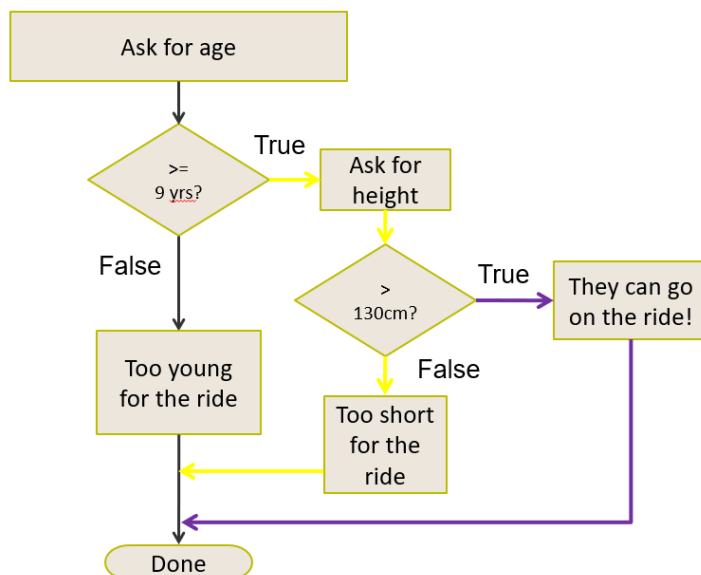 Ask for age
True
>=
9 yrs?
Ask for
height
False
>
130cm?
True
They can go
on the ride!
Too young
for the ride
False
Too short
for the
ride
Done